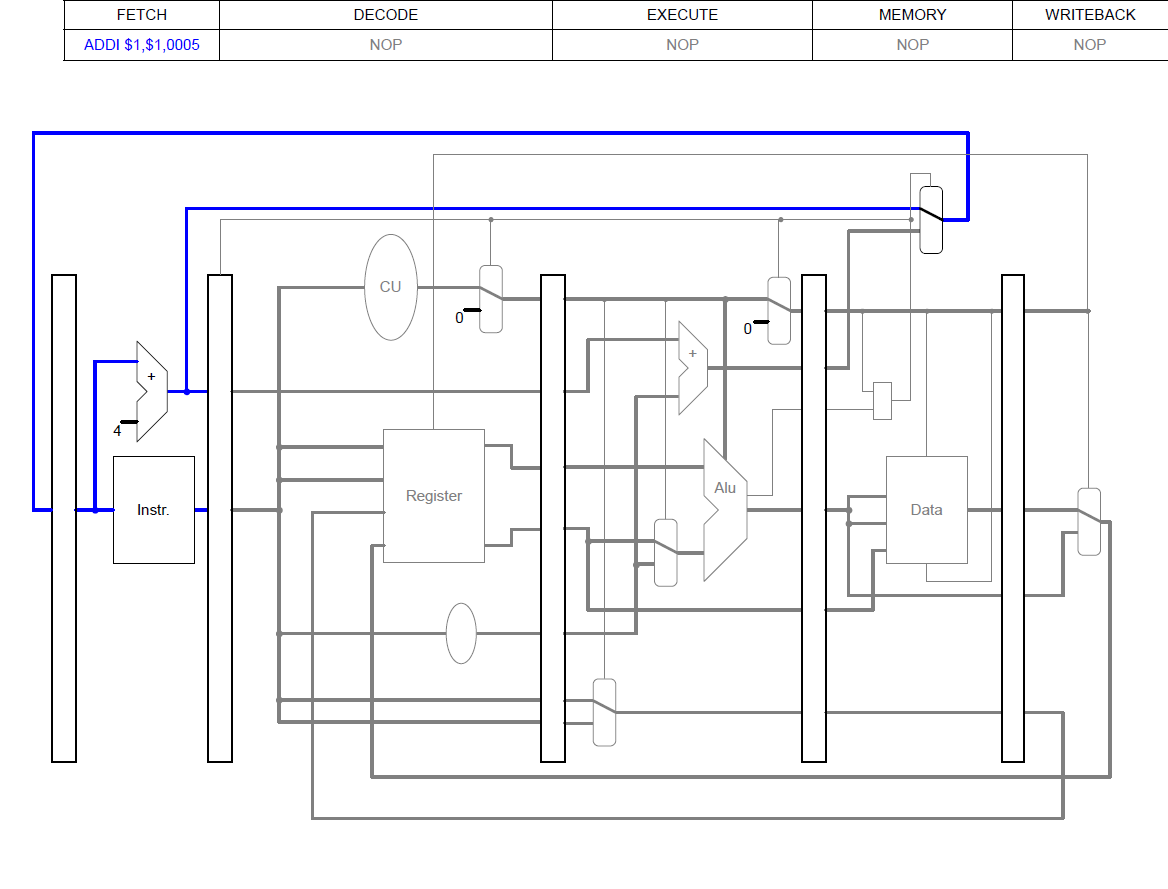 FETCH DECODE EXECUTE MEMORY WRITEBACK
ADDI $1,$1,0005 NOP NOP NOP NOP
CU
0
0
+
+
4
Alu
Register
Instr.
Data